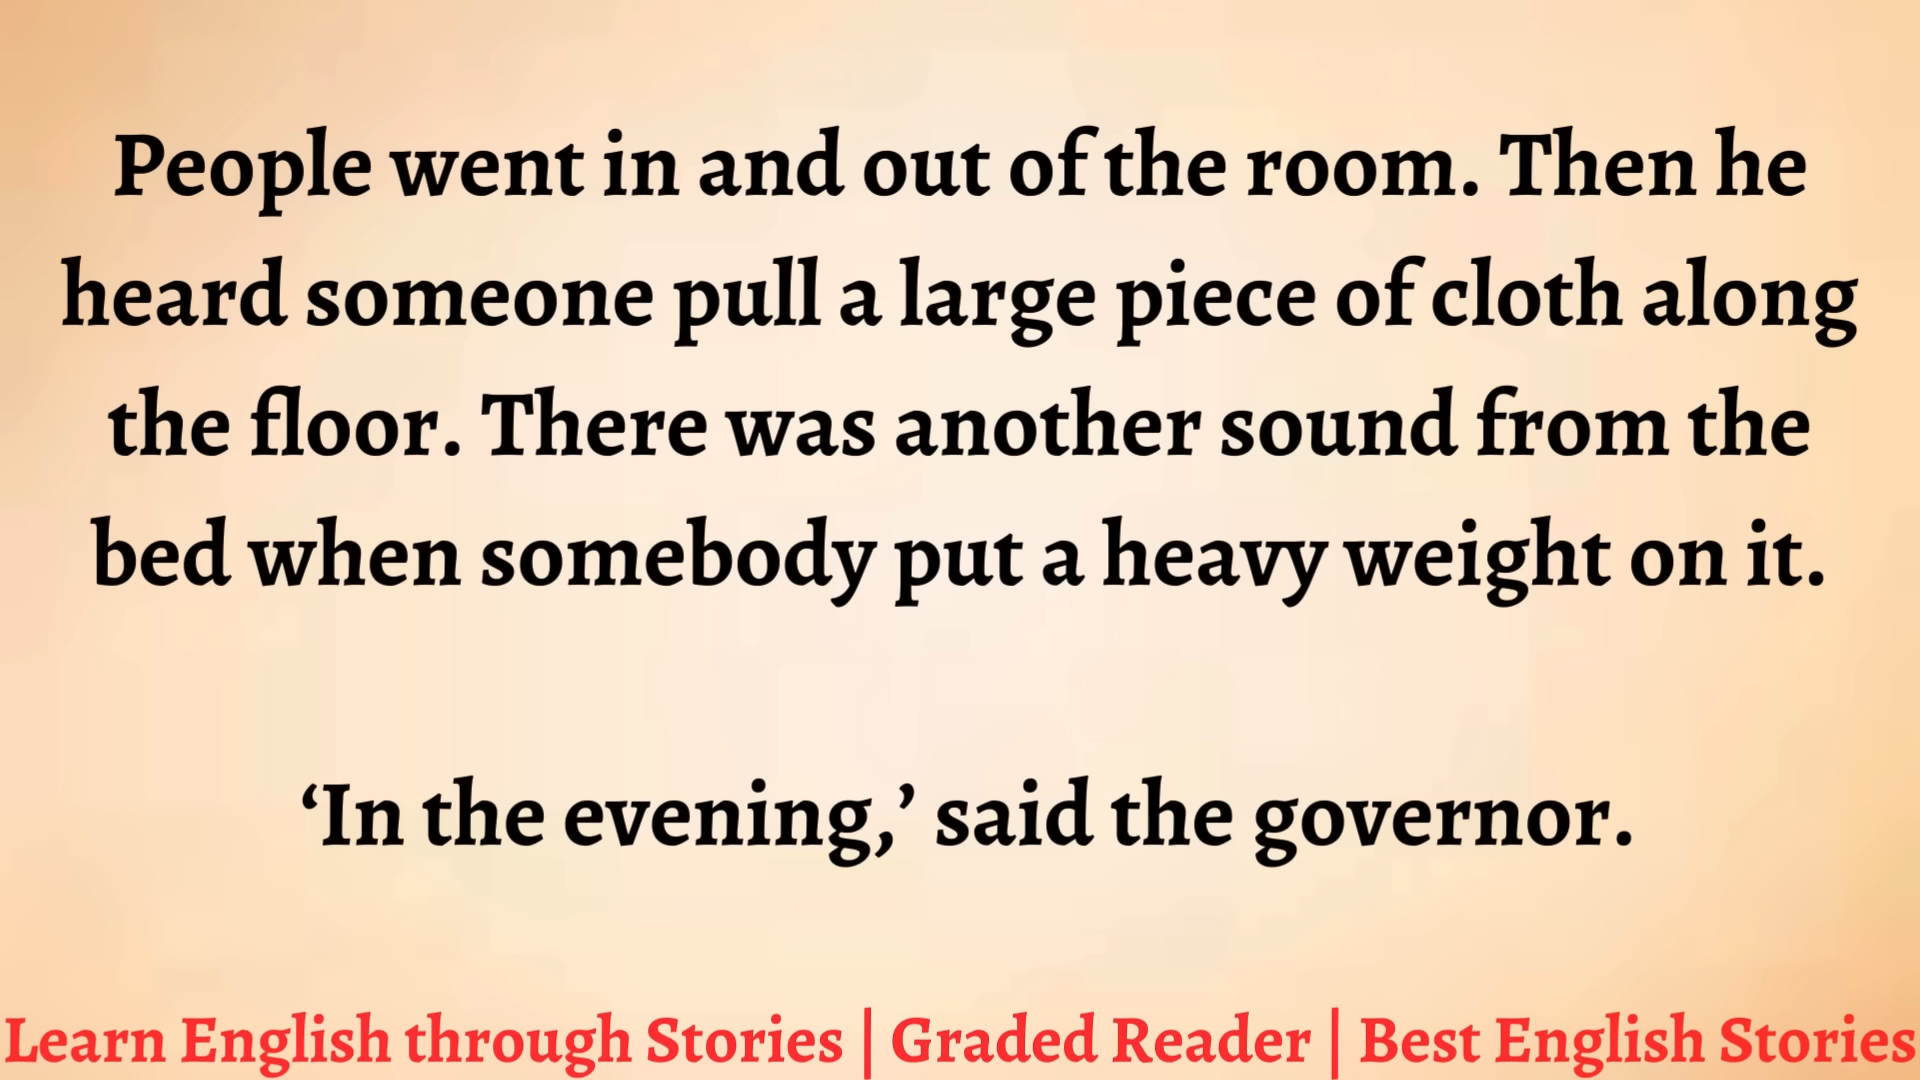 People went in and out of the room. Then he
heard someone pull a large piece of cloth along
the floor. There was another sound from the
bed when somebody put a heavy weight on it.
‘In the evening,’ said the governor.
Learn English through Stories | Graded Reader | Best English Stories